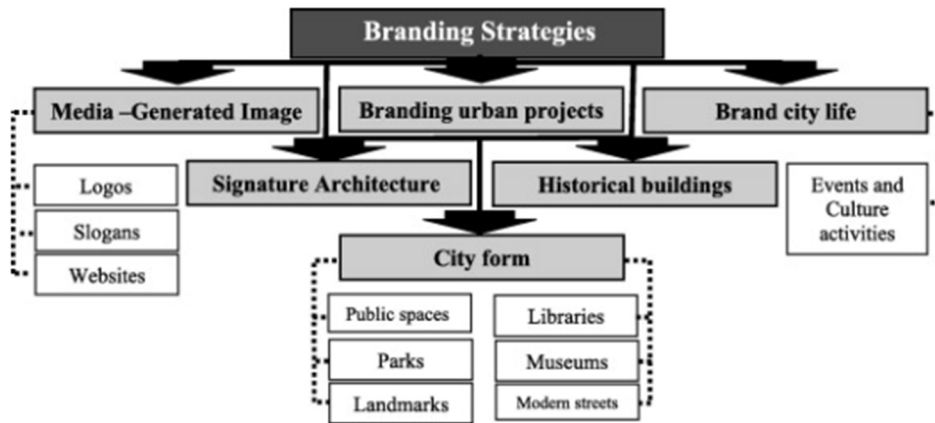 Branding Strategies
Media –Generated Image
Branding urban projects
Brand city life
Signature Architecture
Historical buildings
Logos
Slogans
Websites
Events and
Culture
activities
City form
Public spaces
Libraries
Parks
Museums
Landmarks
Modern streets